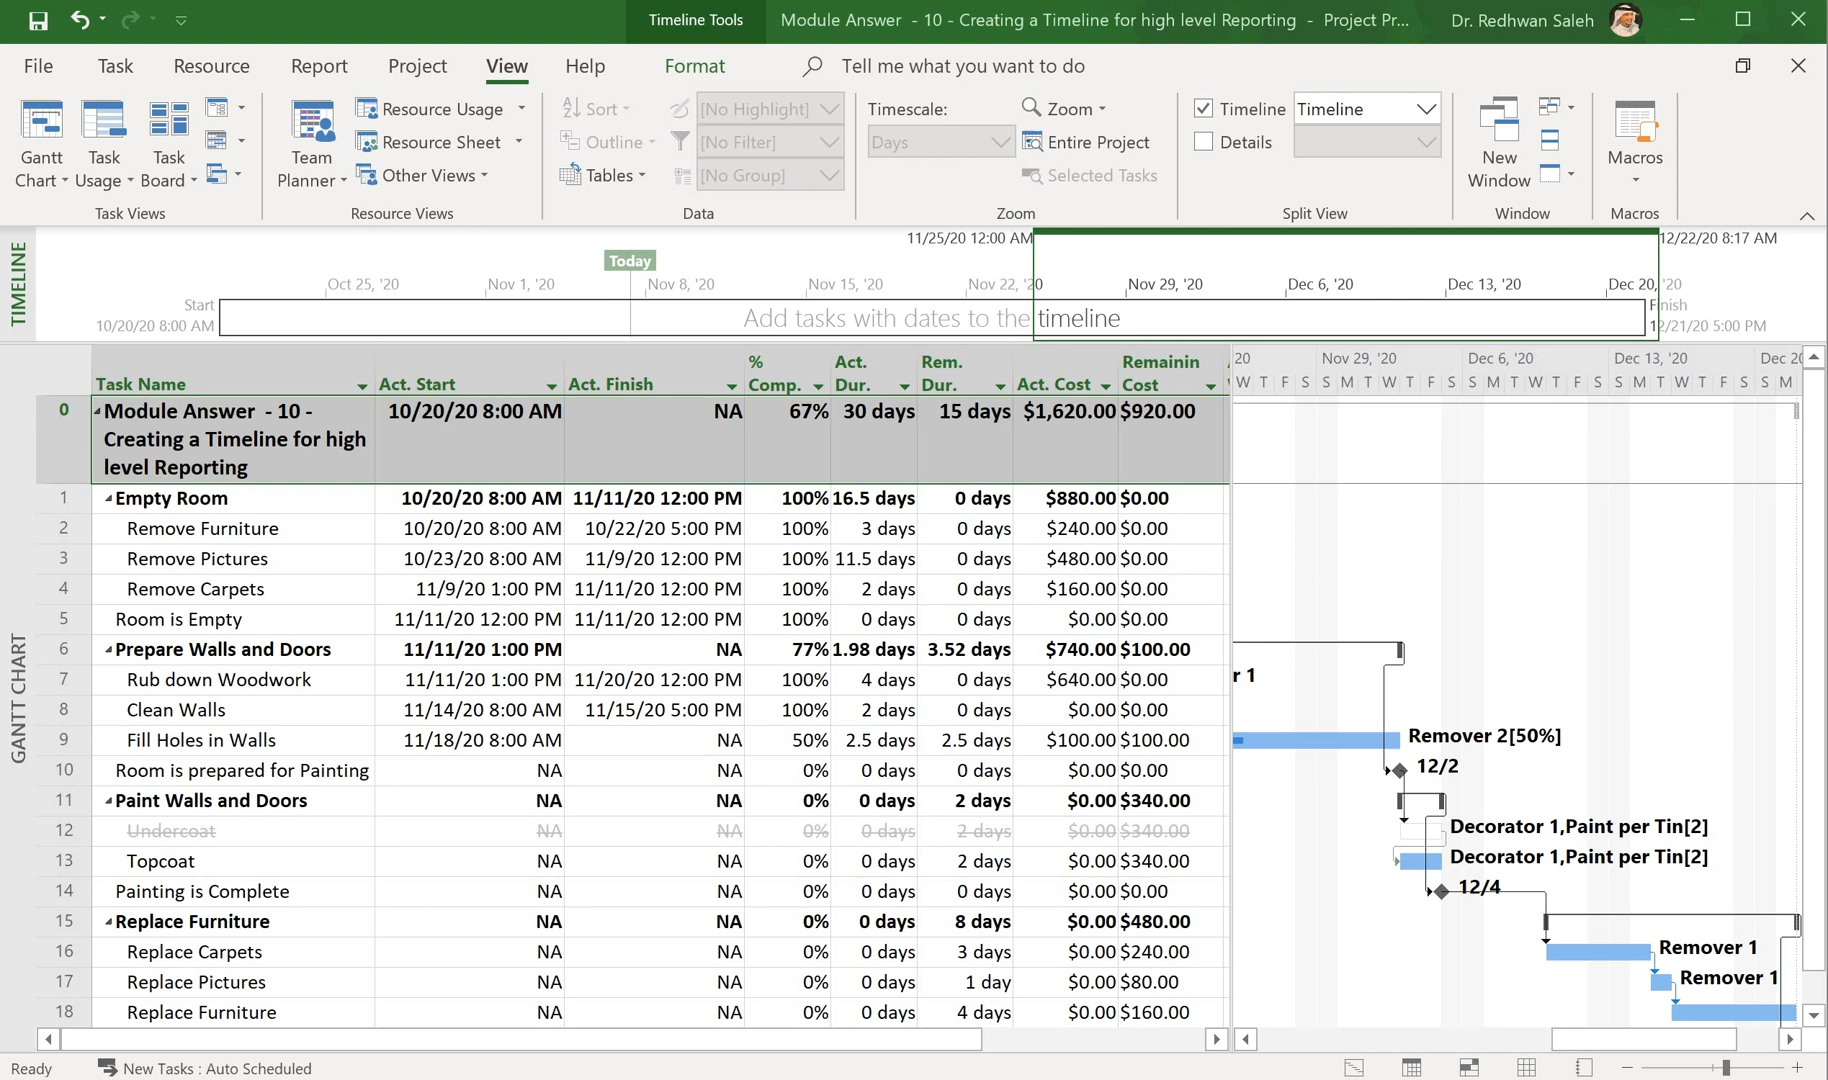 Timeline Tools
Module Answer - 10 - Creating a Timeline for high level Reporting - Project Pr...
Dr. Redhwan Saleh
File Task Resource Report Project View Help Format Tell me what you want to do
Gantt Chart
Task Usage
Task Board
Task Views
Team Planner
Resource Usage
Resource Sheet
Other Views
Resource Views
Sort
Outline
Tables
[No Highlight]
[No Filter]
[No Group]
Data
Timescale:
Days
Zoom
Entire Project
Selected Tasks
Zoom
Timeline Timeline
Details
Split View
New Window
Window
Macros
Macros
TIMELINE
11/25/20 12:00 AM
12/22/20 8:17 AM
Today
Oct 25, '20 Nov 1, '20 Nov 8, '20 Nov 15, '20 Nov 22, '20 Nov 29, '20 Dec 6, '20 Dec 13, '20 Dec 20, '20
Start
10/20/20 8:00 AM
Add tasks with dates to the timeline
Finish
12/21/20 5:00 PM
GANTT CHART
Task Name Act. Start Act. Finish % Comp. Act. Dur. Rem. Dur. Act. Cost Remainin Cost
0 Module Answer - 10 - Creating a Timeline for high level Reporting 10/20/20 8:00 AM NA 67% 30 days 15 days $1,620.00 $920.00
1 Empty Room 10/20/20 8:00 AM 11/11/20 12:00 PM 100% 16.5 days 0 days $880.00 $0.00
2 Remove Furniture 10/20/20 8:00 AM 10/22/20 5:00 PM 100% 3 days 0 days $240.00 $0.00
3 Remove Pictures 10/23/20 8:00 AM 11/9/20 12:00 PM 100% 11.5 days 0 days $480.00 $0.00
4 Remove Carpets 11/9/20 1:00 PM 11/11/20 12:00 PM 100% 2 days 0 days $160.00 $0.00
5 Room is Empty 11/11/20 12:00 PM 11/11/20 12:00 PM 100% 0 days 0 days $0.00 $0.00
6 Prepare Walls and Doors 11/11/20 1:00 PM NA 77% 1.98 days 3.52 days $740.00 $100.00
7 Rub down Woodwork 11/11/20 1:00 PM 11/20/20 12:00 PM 100% 4 days 0 days $640.00 $0.00
8 Clean Walls 11/14/20 8:00 AM 11/15/20 5:00 PM 100% 2 days 0 days $0.00 $0.00
9 Fill Holes in Walls 11/18/20 8:00 AM NA 50% 2.5 days 2.5 days $100.00 $100.00
10 Room is prepared for Painting NA NA 0% 0 days 0 days $0.00 $0.00
11 Paint Walls and Doors NA NA 0% 0 days 2 days $0.00 $340.00
12 Undercoat NA NA 0% 0 days 2 days $0.00 $340.00
13 Topcoat NA NA 0% 0 days 2 days $0.00 $340.00
14 Painting is Complete NA NA 0% 0 days 0 days $0.00 $0.00
15 Replace Furniture NA NA 0% 0 days 8 days $0.00 $480.00
16 Replace Carpets NA NA 0% 0 days 3 days $0.00 $240.00
17 Replace Pictures NA NA 0% 0 days 1 day $0.00 $80.00
18 Replace Furniture NA NA 0% 0 days 4 days $0.00 $160.00
20 Nov 29, '20 Dec 6, '20 Dec 13, '20 Dec 20
W T F S S M T W T F S S M T W T F S S M T W T F S S M
r 1
Remover 2[50%]
12/2
Decorator 1,Paint per Tin[2]
Decorator 1,Paint per Tin[2]
12/4
Remover 1
Remover 1
Ready New Tasks : Auto Scheduled